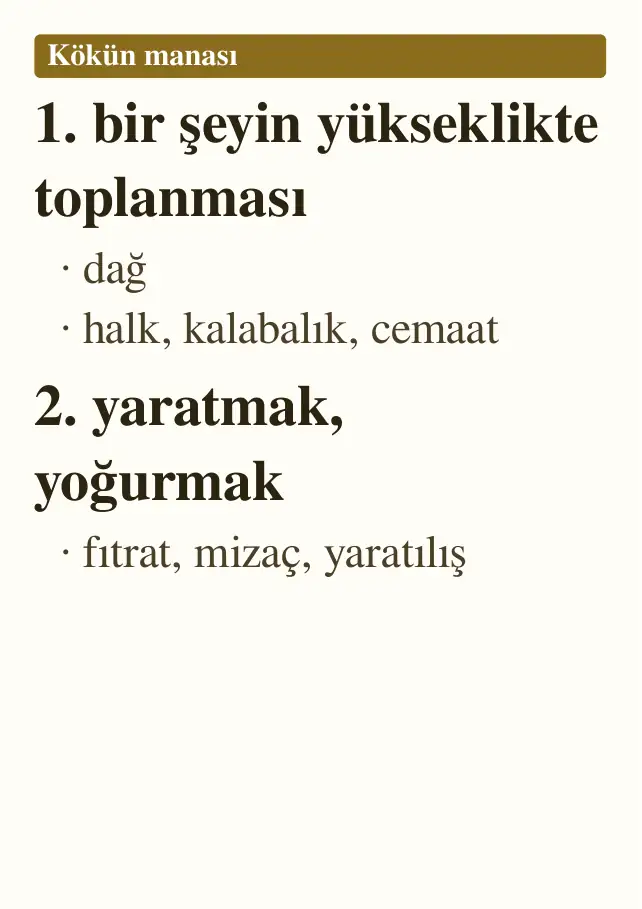 Kökün manası
1. bir şeyin yükseklikte
toplanması
· dağ
· halk, kalabalık, cemaat
2. yaratmak,
yoğurmak
· fıtrat, mizaç, yaratılış